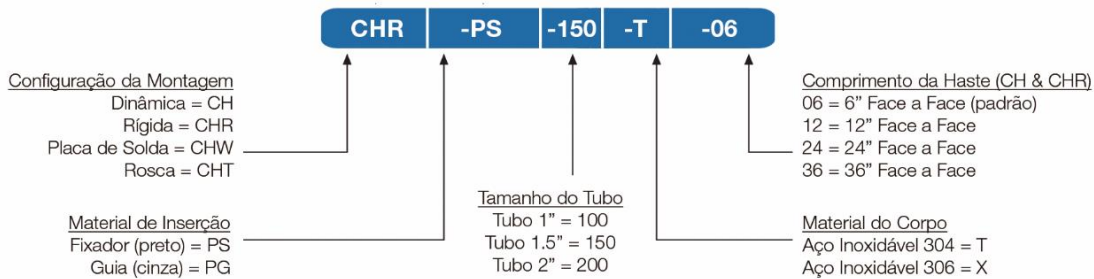 CHR -PS -150 -T -06
Configuração da Montagem
Dinâmica = CH
Rígida = CHR
Placa de Solda = CHW
Rosca = CHT
Material de Inserção
Fixador (preto) = PS
Guia (cinza) = PG
Tamanho do Tubo
Tubo 1” = 100
Tubo 1.5” = 150
Tubo 2” = 200
Comprimento da Haste (CH & CHR)
06 = 6” Face a Face (padrão)
12 = 12” Face a Face
24 = 24” Face a Face
36 = 36” Face a Face
Material do Corpo
Aço Inoxidável 304 = T
Aço Inoxidável 306 = X